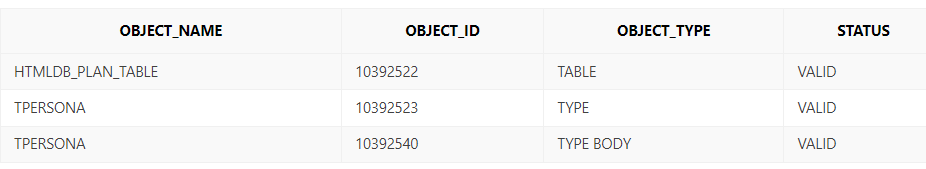 OBJECT_NAME OBJECT_ID OBJECT_TYPE STATUS
HTMLDB_PLAN_TABLE 10392522 TABLE VALID
TPERSONA 10392523 TYPE VALID
TPERSONA 10392540 TYPE BODY VALID